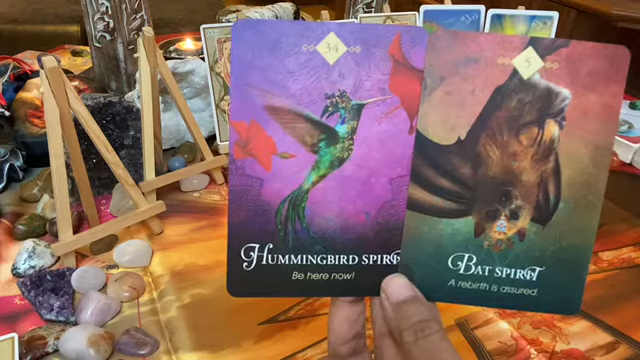 34
HUMMINGBIRD SPIRIT
Be here now!
5
BAT SPIRIT
A rebirth is assured.